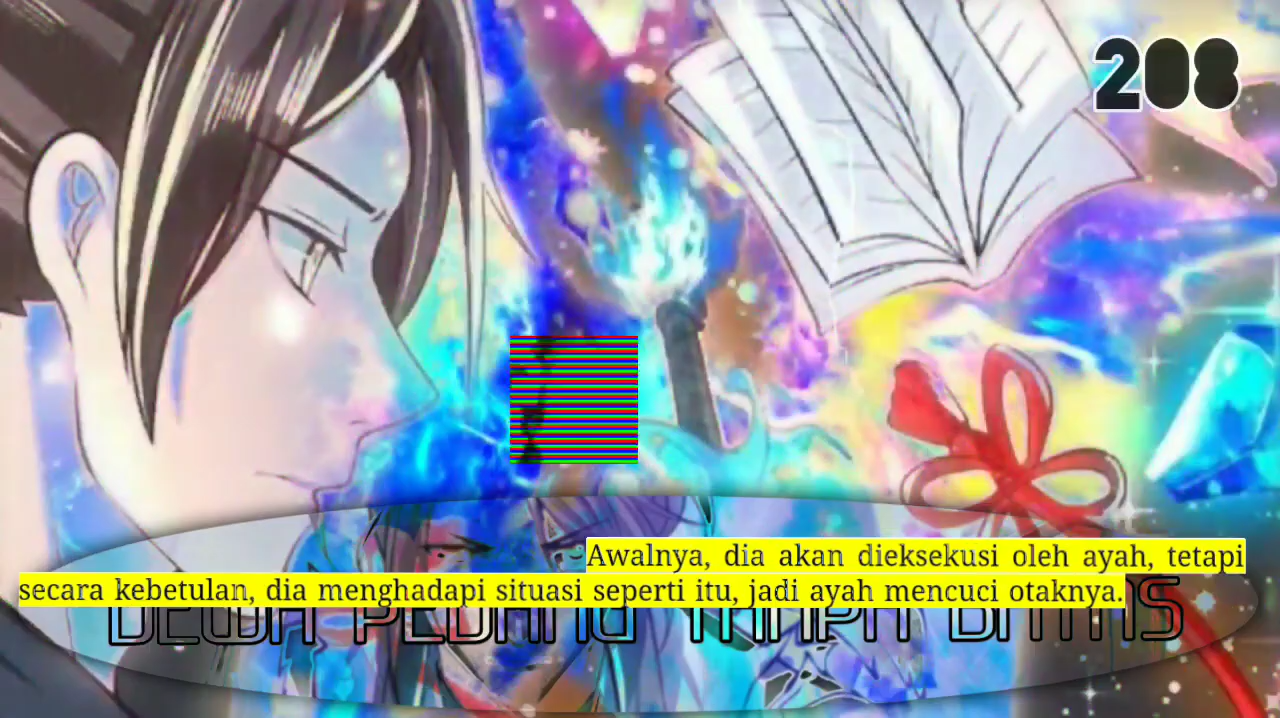 208
Awalnya, dia akan dieksekusi oleh ayah, tetapi
secara kebetulan, dia menghadapi situasi seperti itu, jadi ayah mencuci otaknya.
DEWA PEDANG TANPA BATAS